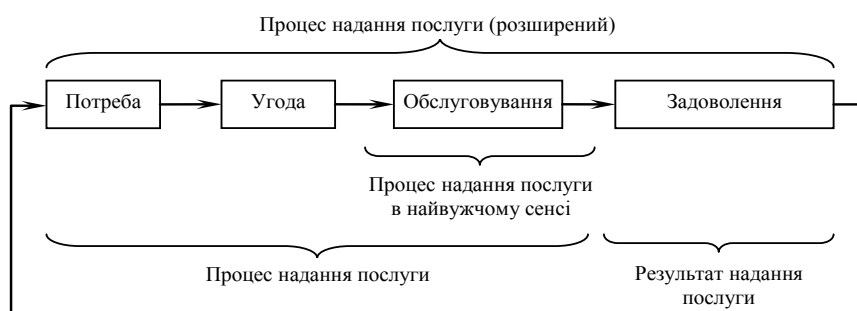 Процес надання послуги (розширений)
Потреба
Угода
Обслуговування
Задоволення
Процес надання послуги
в найвужчому сенсі
Процес надання послуги
Результат надання
послуги